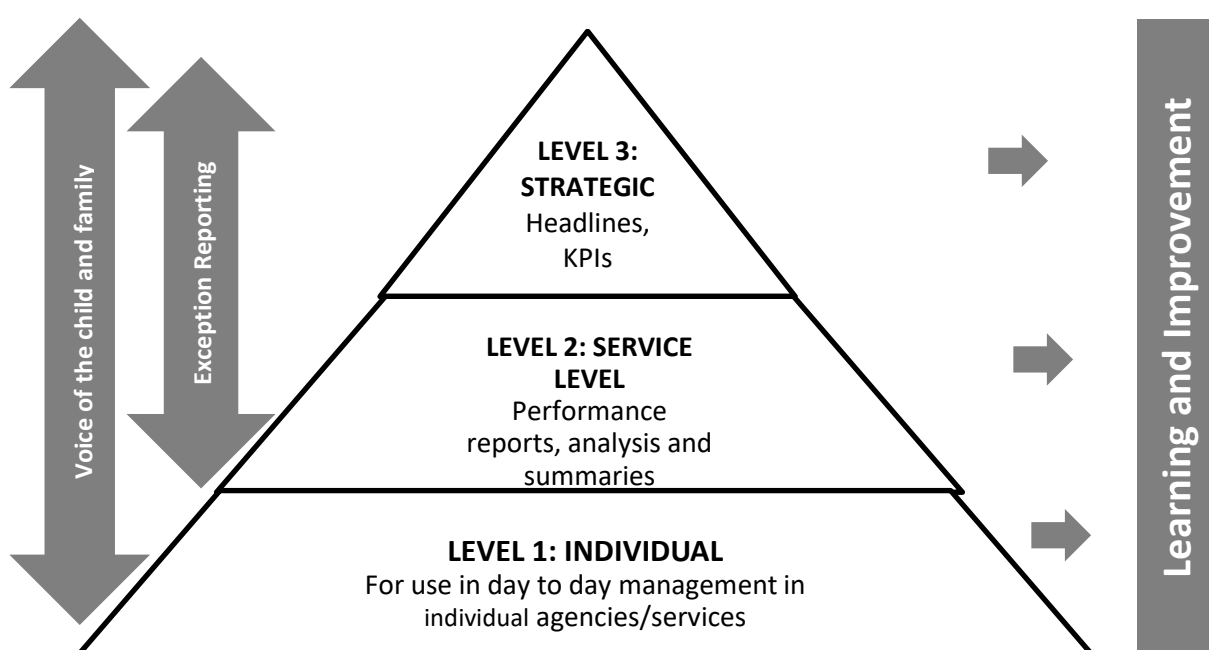 Voice of the child and family
Exception Reporting
LEVEL 3:
STRATEGIC
Headlines,
KPIs
LEVEL 2: SERVICE
LEVEL
Performance
reports, analysis and
summaries
LEVEL 1: INDIVIDUAL
For use in day to day management in
individual agencies/services
Learning and Improvement